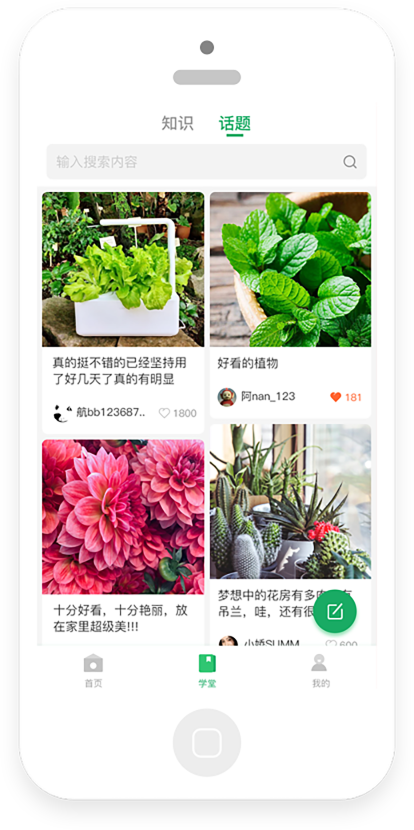 知识 话题
输入搜索内容
真的挺不错的已经坚持用
了好几天了真的有明显
航bb123687..
1800
好看的植物
阿nan_123
181
十分好看，十分艳丽，放
在家里超级美!!!
梦想中的花房有多
吊兰，哇，还有很
小娇SUMM
600
首页 学堂 我的